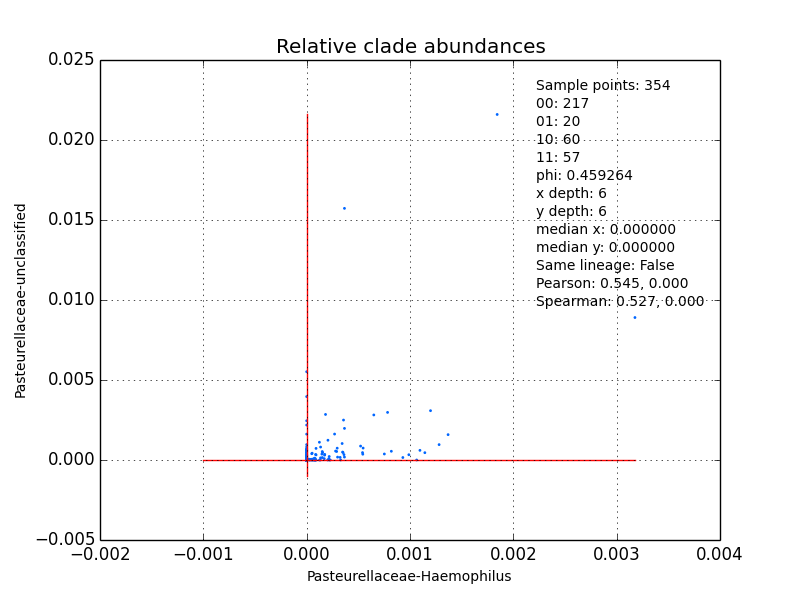 Relative clade abundances
0.025
0.020
0.015
0.010
0.005
0.000
−0.005
Pasteurellaceae-unclassified
Sample points: 354
00: 217
01: 20
10: 60
11: 57
phi: 0.459264
x depth: 6
y depth: 6
median x: 0.000000
median y: 0.000000
Same lineage: False
Pearson: 0.545, 0.000
Spearman: 0.527, 0.000
−0.002 −0.001 0.000 0.001 0.002 0.003 0.004
Pasteurellaceae-Haemophilus